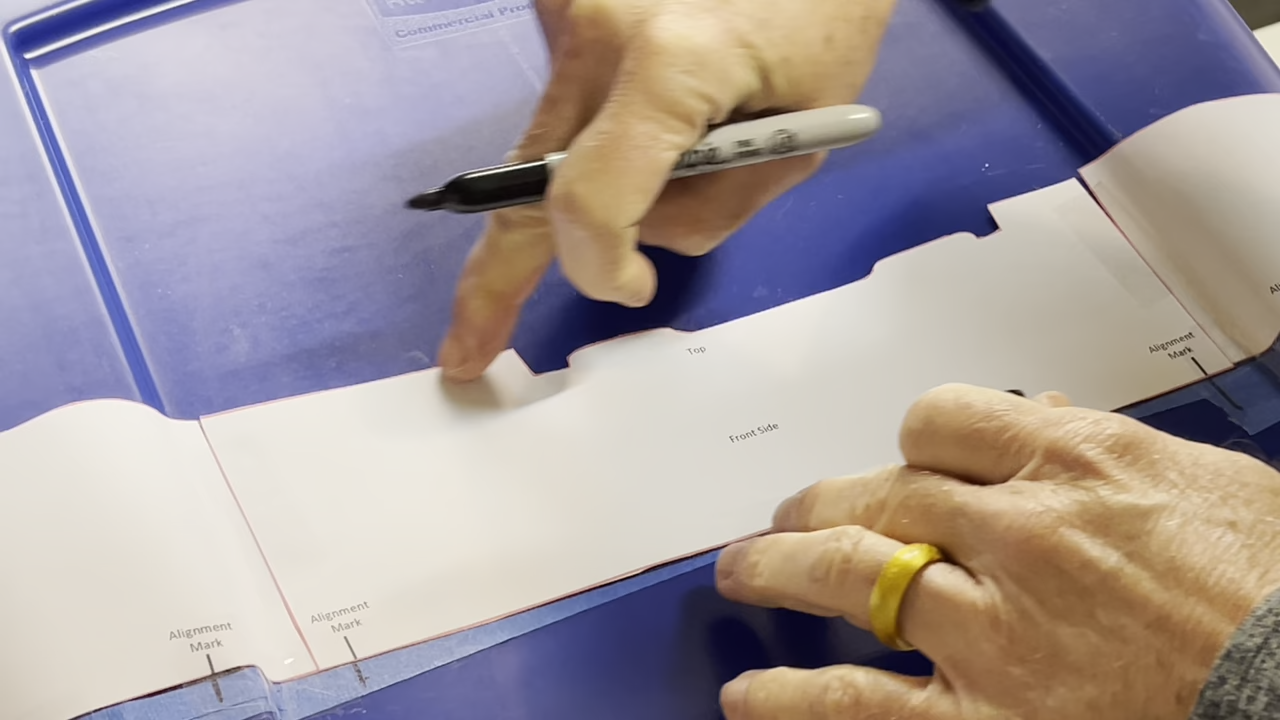 Commercial Prod
Top
Alignment
Mark
Front Side
Alignment
Mark
Alignment
Mark